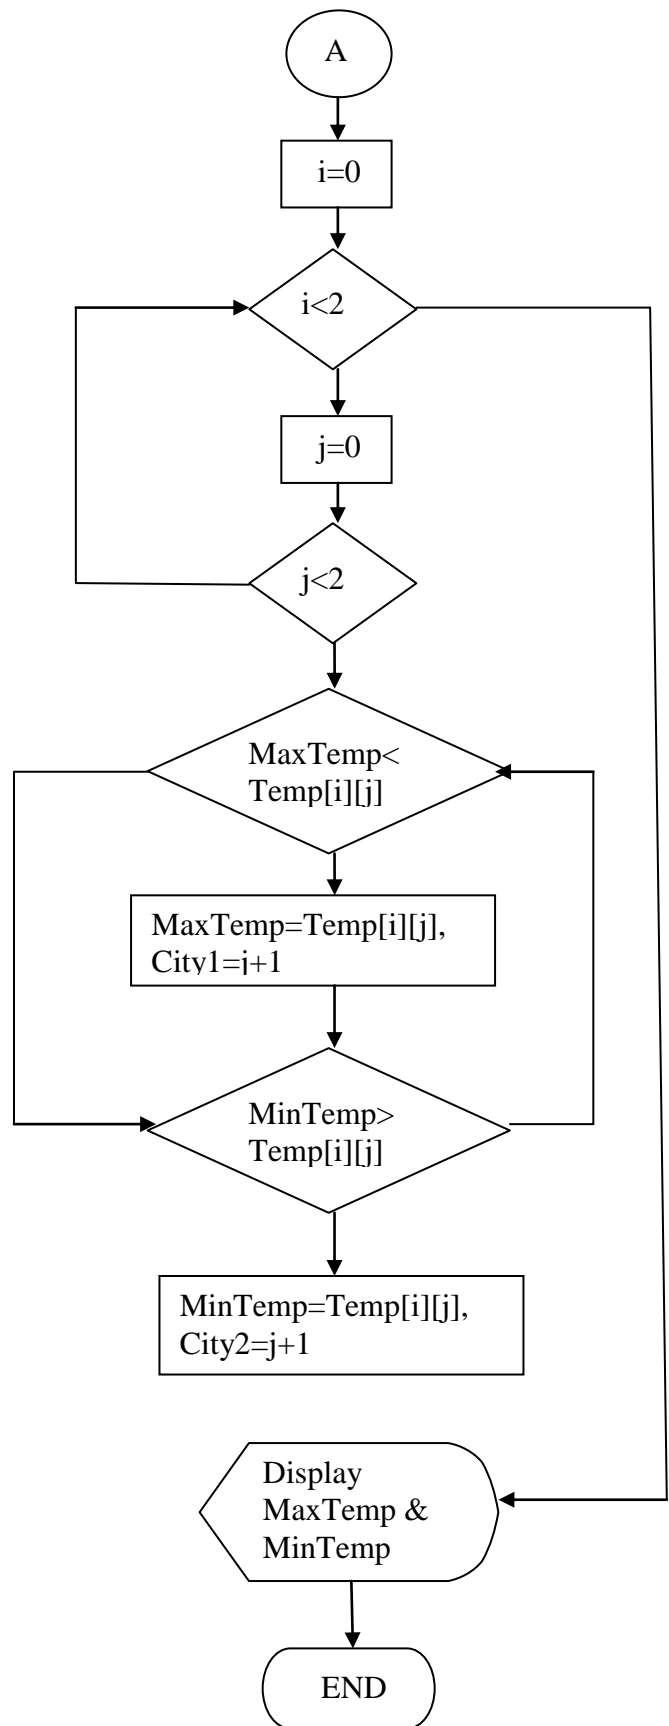 A
i=0
i<2
j=0
j<2
MaxTemp<
Temp[i][j]
MaxTemp=Temp[i][j],
City1=j+1
MinTemp>
Temp[i][j]
MinTemp=Temp[i][j],
City2=j+1
Display
MaxTemp &
MinTemp
END